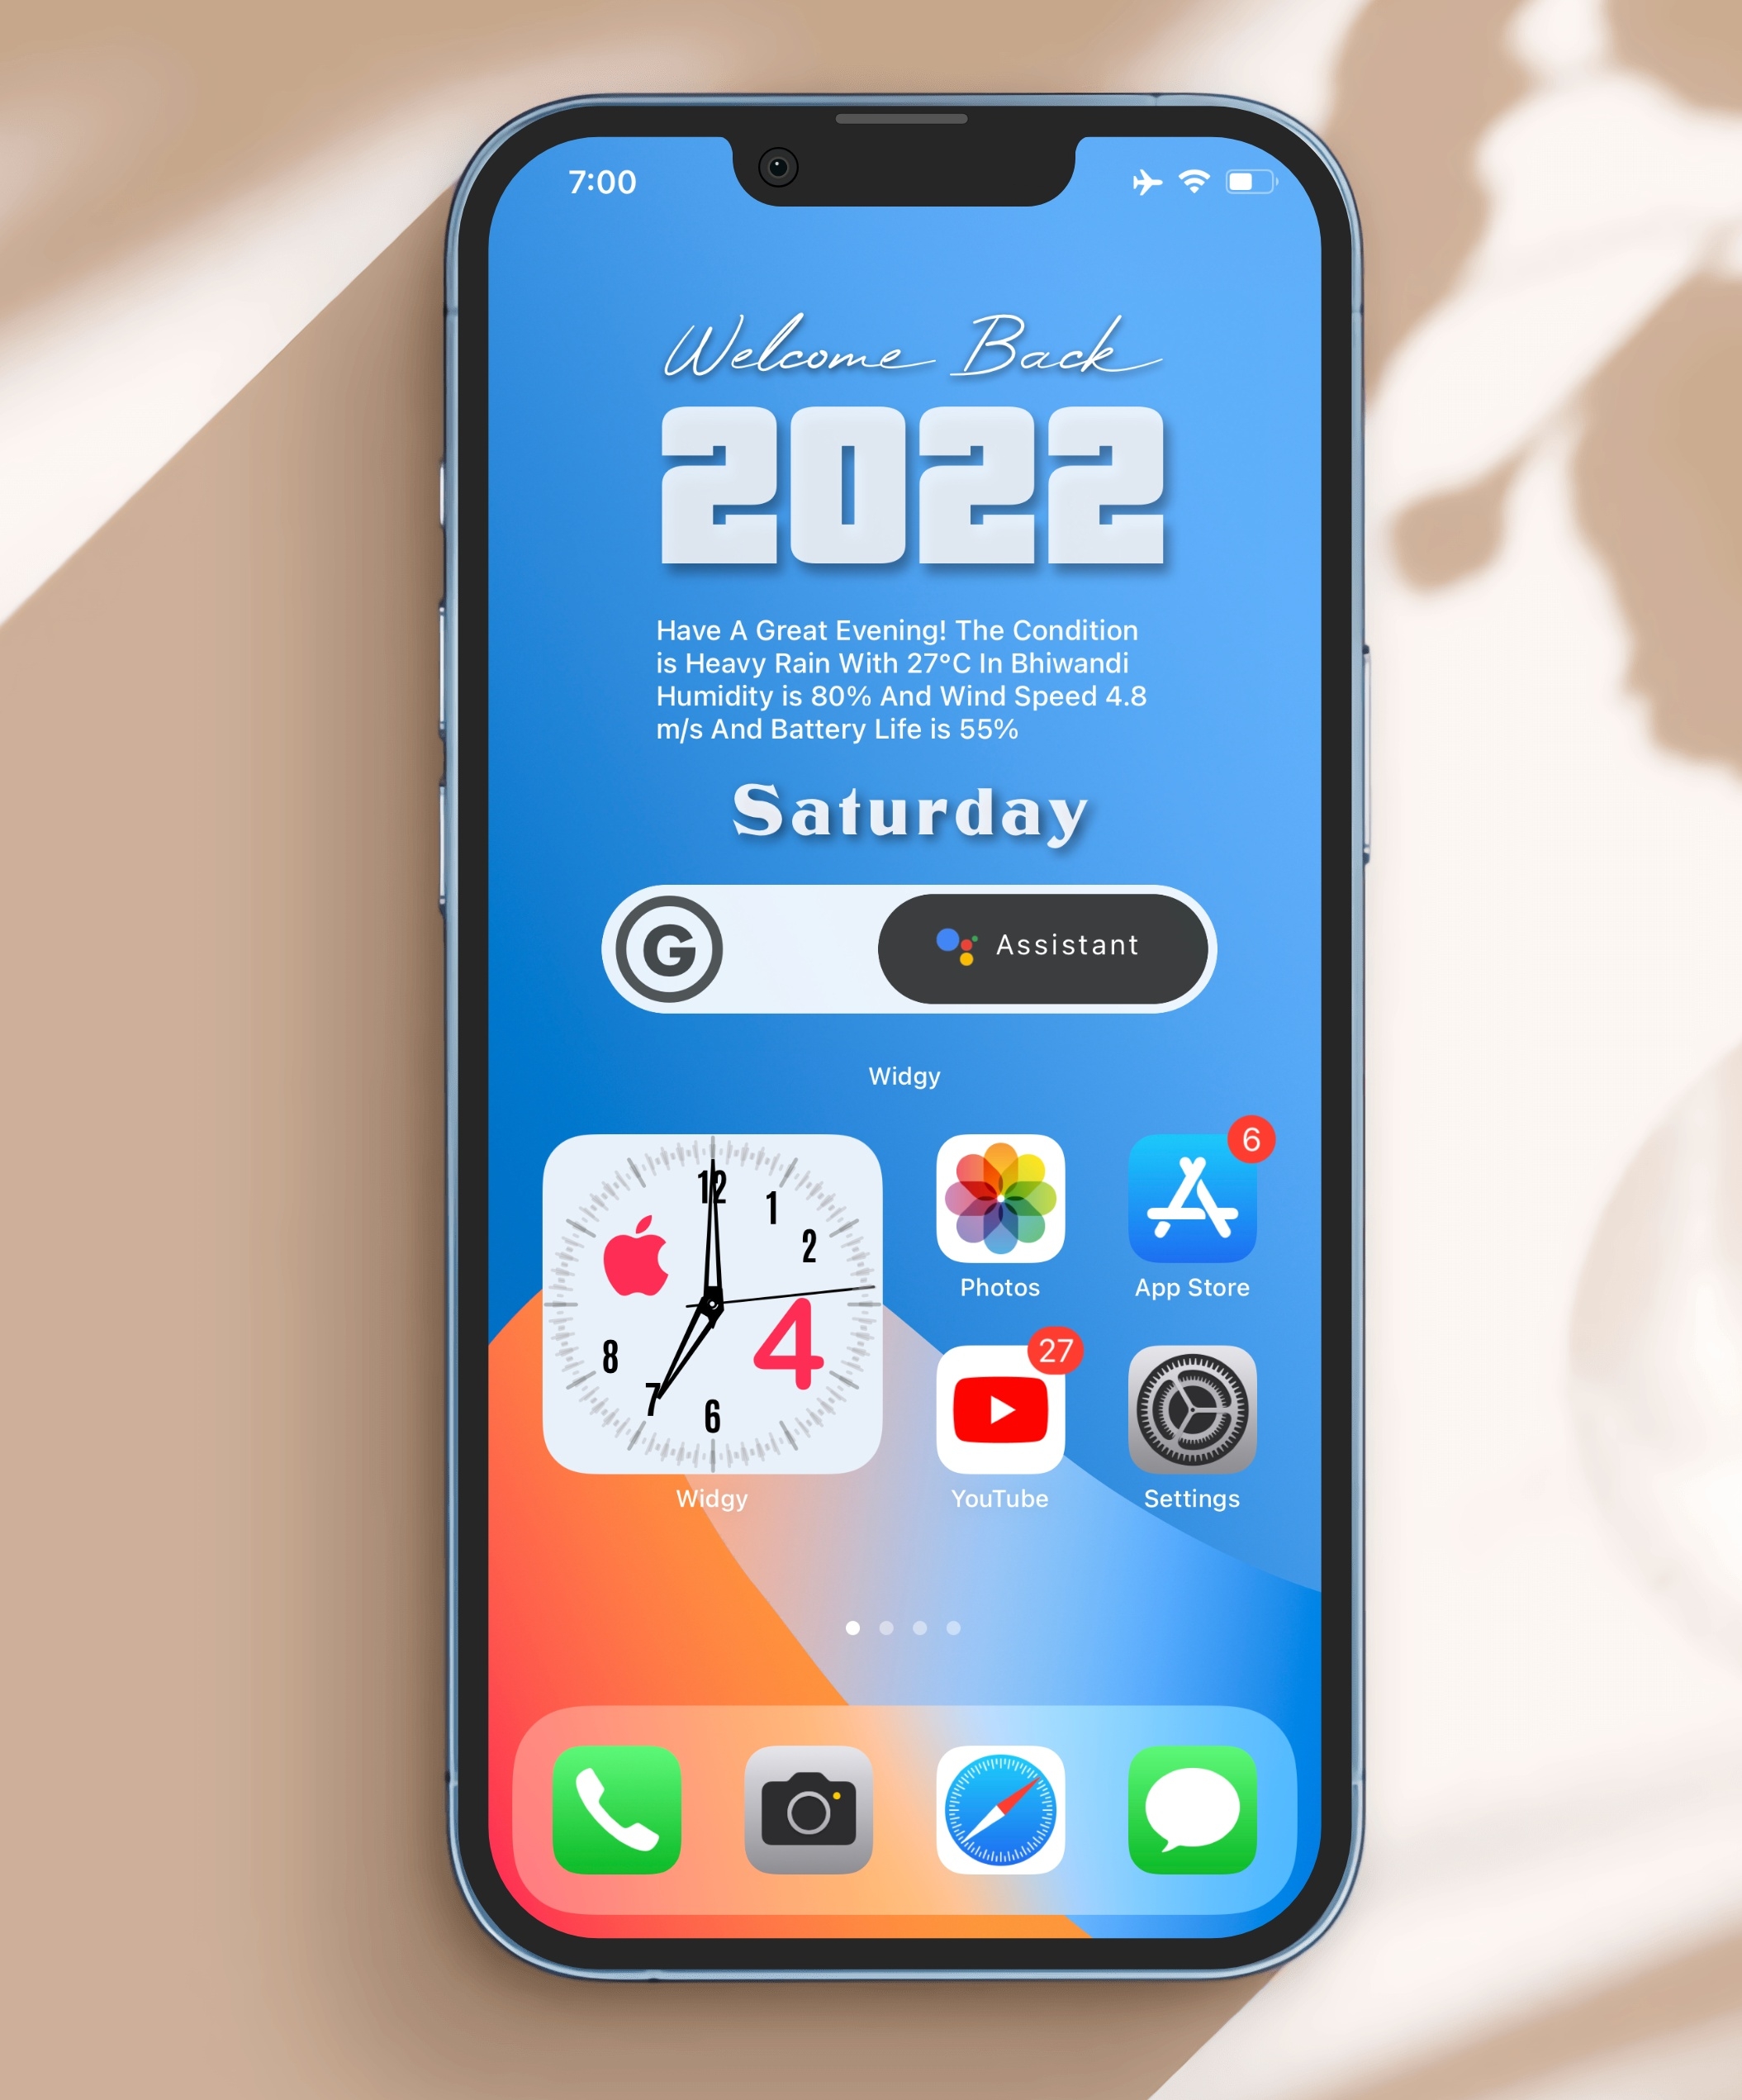 7:00
Welcome Back
2022
Have A Great Evening! The Condition
is Heavy Rain With 27°C In Bhiwandi
Humidity is 80% And Wind Speed 4.8
m/s And Battery Life is 55%
Saturday
G
Assistant
Widgy
12
1
2
4
6
7
8
Widgy
Photos
6
App Store
27
YouTube
Settings